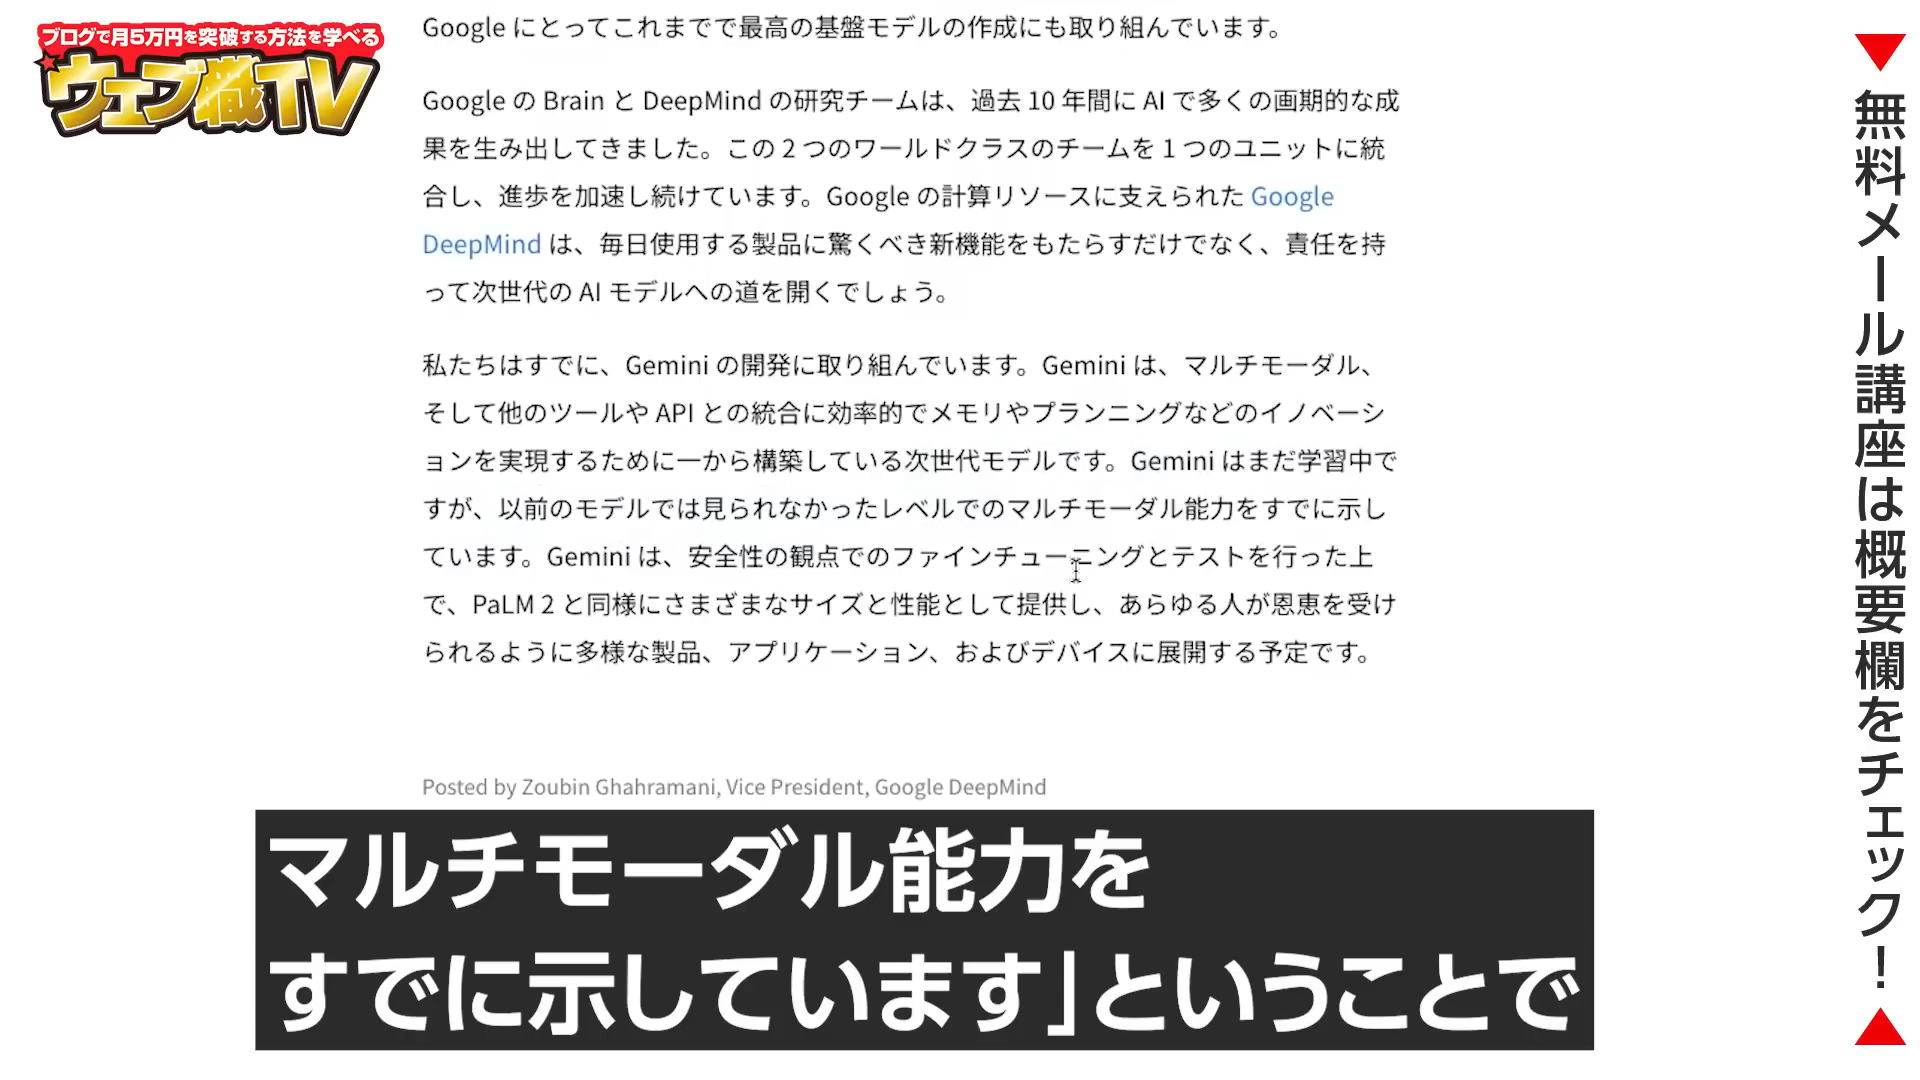 ブログで月5万円を突破する方法を学べる
ウェブ職TV
Google にとってこれまでで最高の基盤モデルの作成にも取り組んでいます。
Google の Brain と DeepMind の研究チームは、過去 10 年間に AI で多くの画期的な成
果を生み出してきました。この 2 つのワールドクラスのチームを 1 つのユニットに統
合し、進歩を加速し続けています。Google の計算リソースに支えられた Google
DeepMind は、毎日使用する製品に驚くべき新機能をもたらすだけでなく、責任を持
って次世代の AI モデルへの道を開くでしょう。
私たちはすでに、Gemini の開発に取り組んでいます。Gemini は、マルチモーダル、
そして他のツールや API との統合に効率的でメモリやプランニングなどのイノベーシ
ョンを実現するために一から構築している次世代モデルです。Gemini はまだ学習中で
すが、以前のモデルでは見られなかったレベルでのマルチモーダル能力をすでに示し
ています。Gemini は、安全性の観点でのファインチューニングとテストを行った上
で、PaLM 2 と同様にさまざまなサイズと性能として提供し、あらゆる人が恩恵を受け
られるように多様な製品、アプリケーション、およびデバイスに展開する予定です。
Posted by Zoubin Ghahramani, Vice President, Google DeepMind
マルチモーダル能力を
すでに示しています」ということで
▼無料メール講座は概要欄をチェック！▲